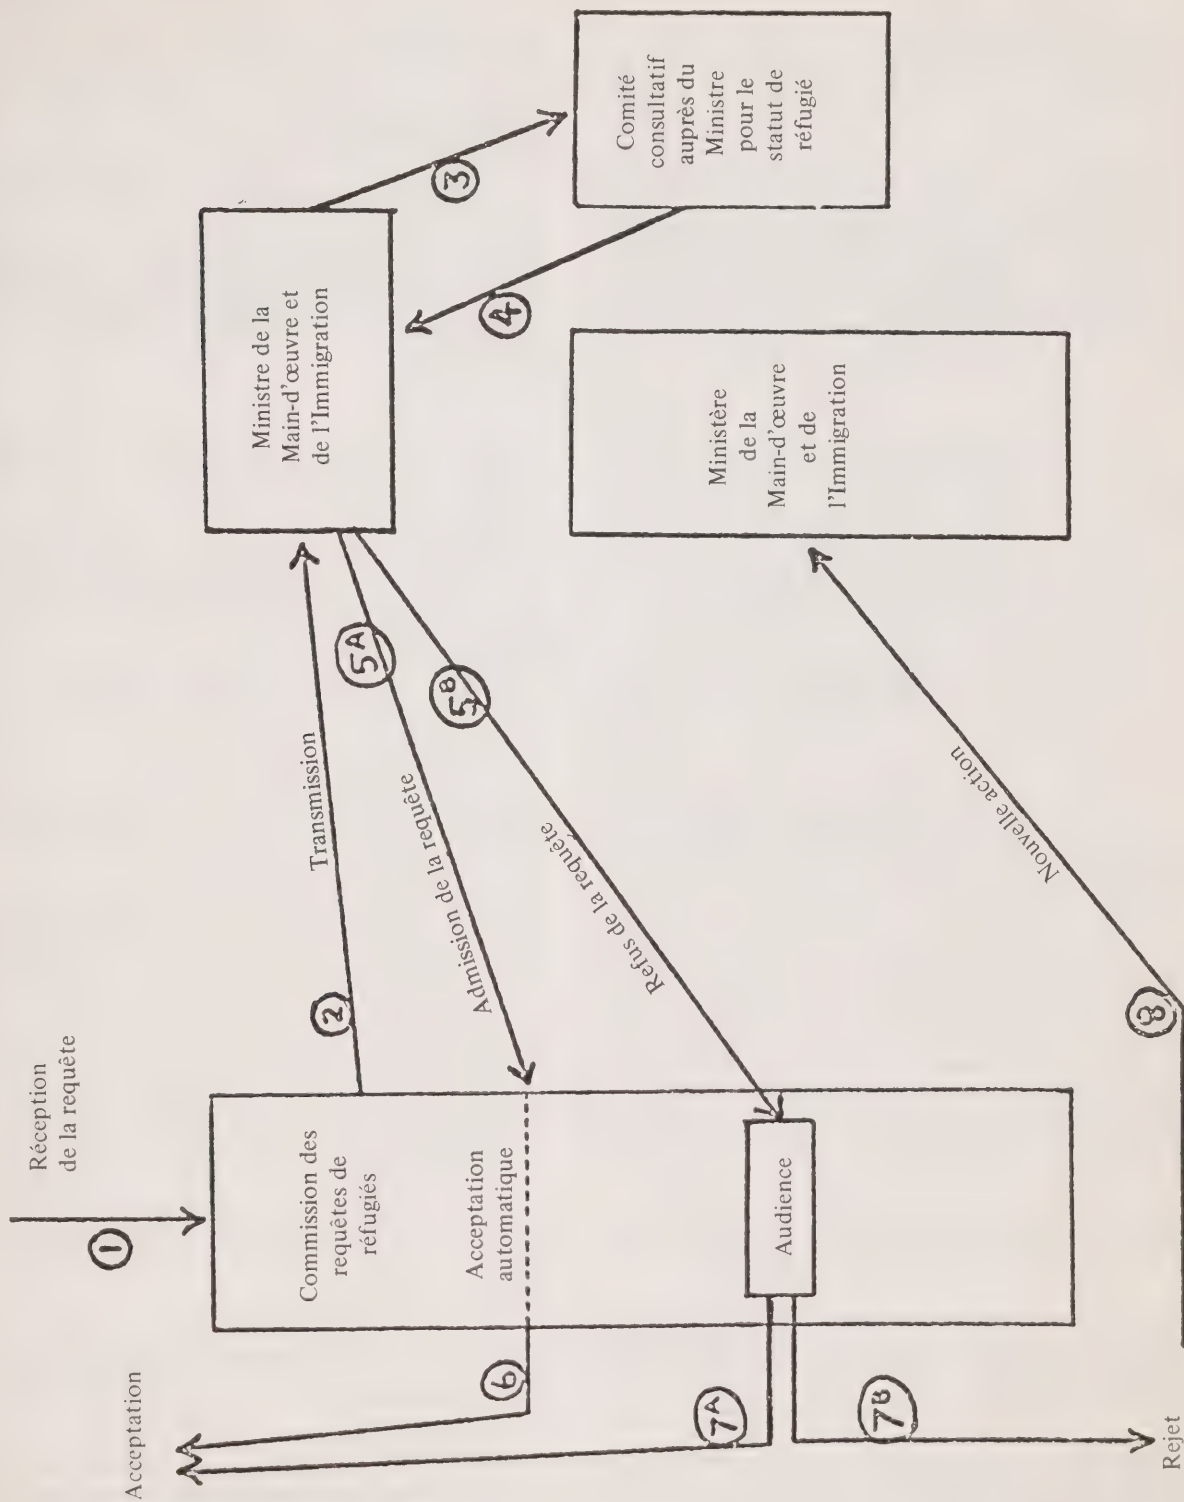 Réception
de la requête
①
Acceptation
Commission des
requêtes de
réfugiés
Acceptation
automatique
Audience
②
Transmission
Ministre de la
Main-d'œuvre et
de l'Immigration
③
Comité
consultatif
auprès du
Ministre
pour le
statut de
réfugié
④
5A
Admission de la requête
5B
Refus de la requête
⑥
7A
7B
Rejet
⑧
Nouvelle action
Ministère
de la
Main-d'œuvre
et de
l'Immigration